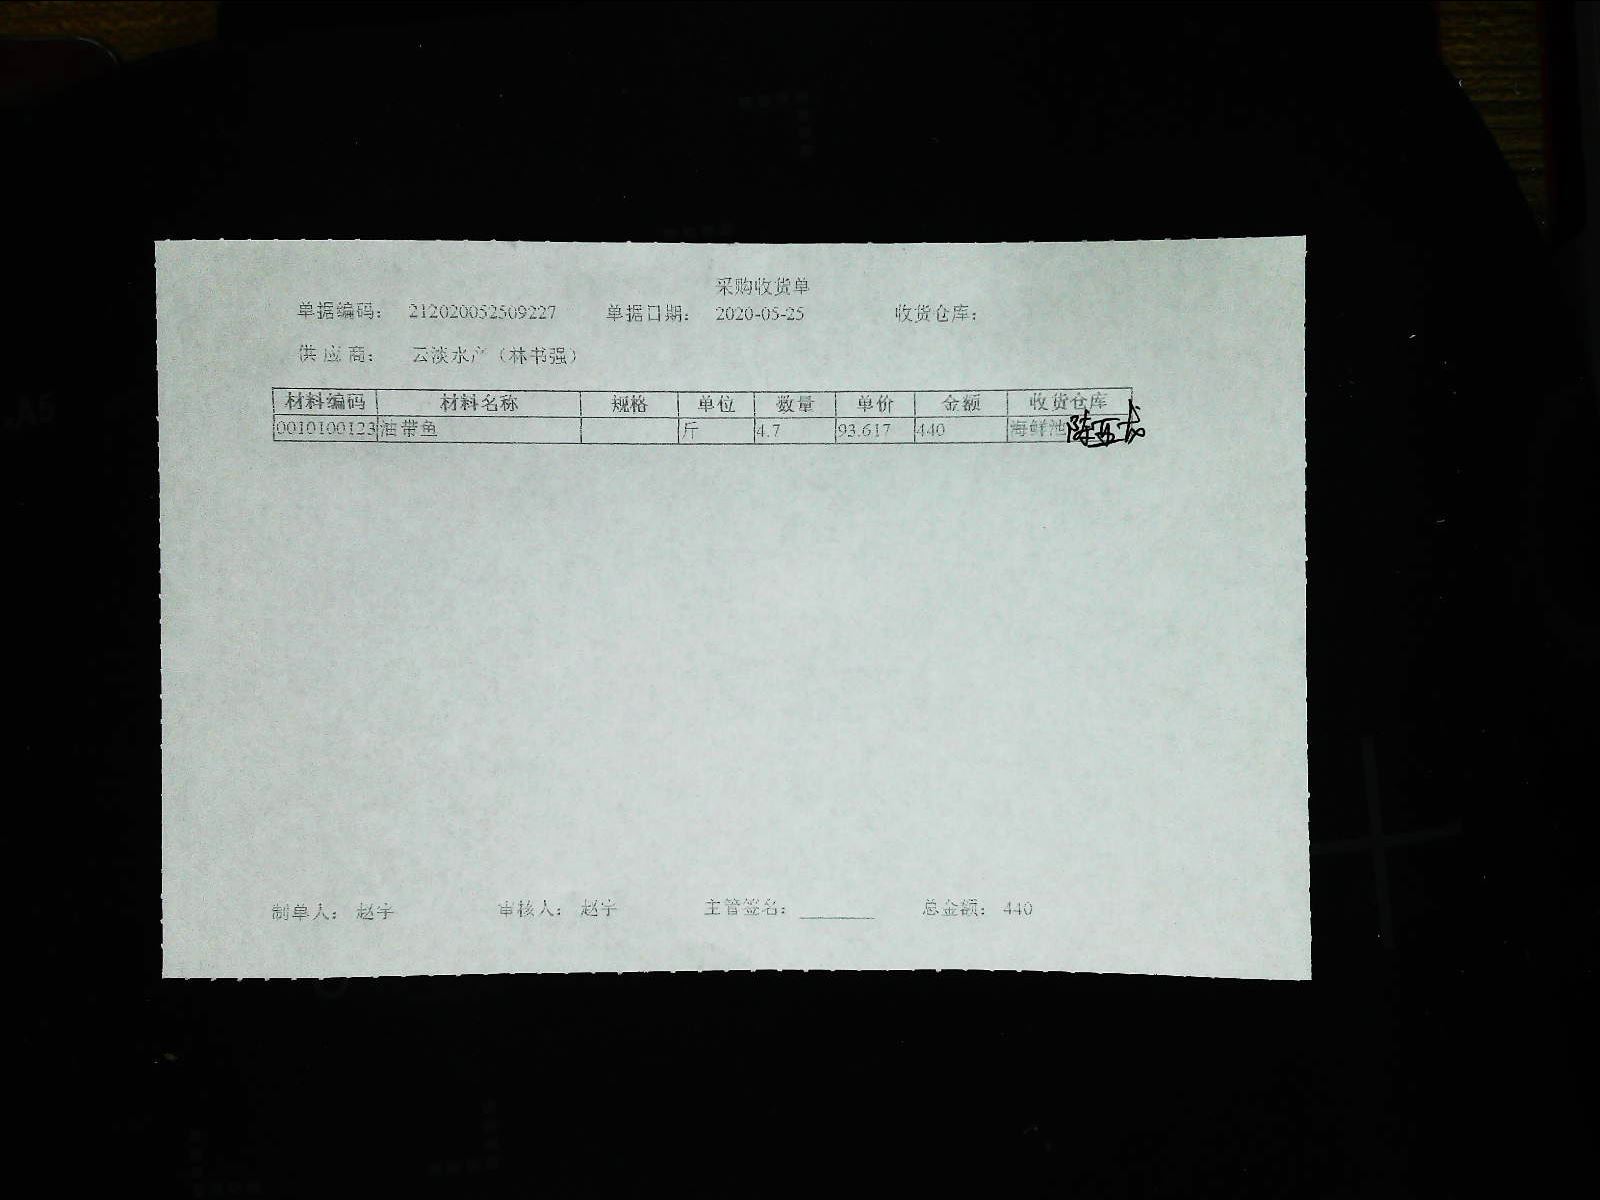 采购收货单
单据编码： 212020052509227 单据日期： 2020-05-25 收货仓库：
供应商： 云淡水产（林书强）
材料编码 材料名称 规格 单位 数量 单价 金额 收货仓库
0010100123 油带鱼 斤 4.7 93.617 440 海鲜池
制单人： 赵宇 审核人： 赵宇 主管签名： 总金额： 440